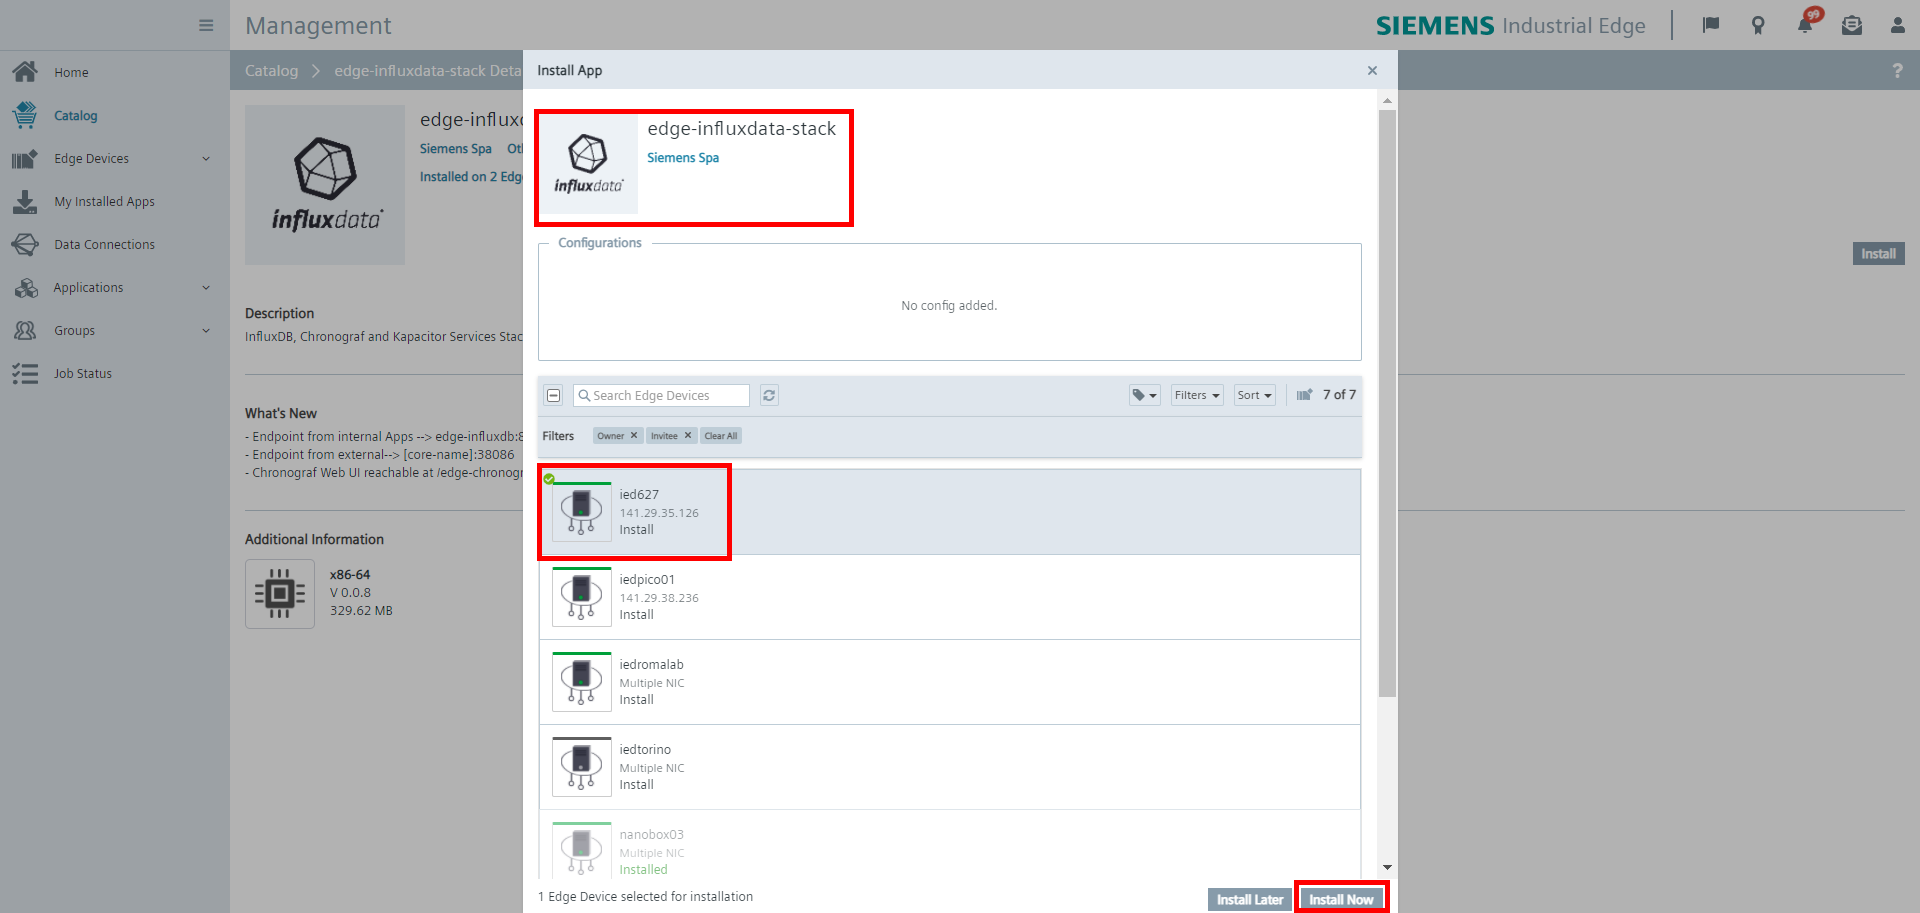 Management
SIEMENS Industrial Edge
99
Home
Catalog
Edge Devices
My Installed Apps
Data Connections
Applications
Groups
Job Status
Catalog
edge-influxdata-stack Deta
?
influxdata
edge-influx
Siemens Spa
Installed on 2 Edg
Install
Description
InfluxDB, Chronograf and Kapacitor Services Stac
What's New
- Endpoint from internal Apps --> edge-influxdb:8
- Endpoint from external--> [core-name]:38086
- Chronograf Web UI reachable at /edge-chronogr
Additional Information
x86-64
V 0.0.8
329.62 MB
Install App
influxdata
edge-influxdata-stack
Siemens Spa
Configurations
No config added.
Search Edge Devices
Filters
Sort
7 of 7
Filters
Owner
Invitee
Clear All
ied627
141.29.35.126
Install
iedpico01
141.29.38.236
Install
iedromalab
Multiple NIC
Install
iedtorino
Multiple NIC
Install
nanobox03
Multiple NIC
Installed
1 Edge Device selected for installation
Install Later
Install Now